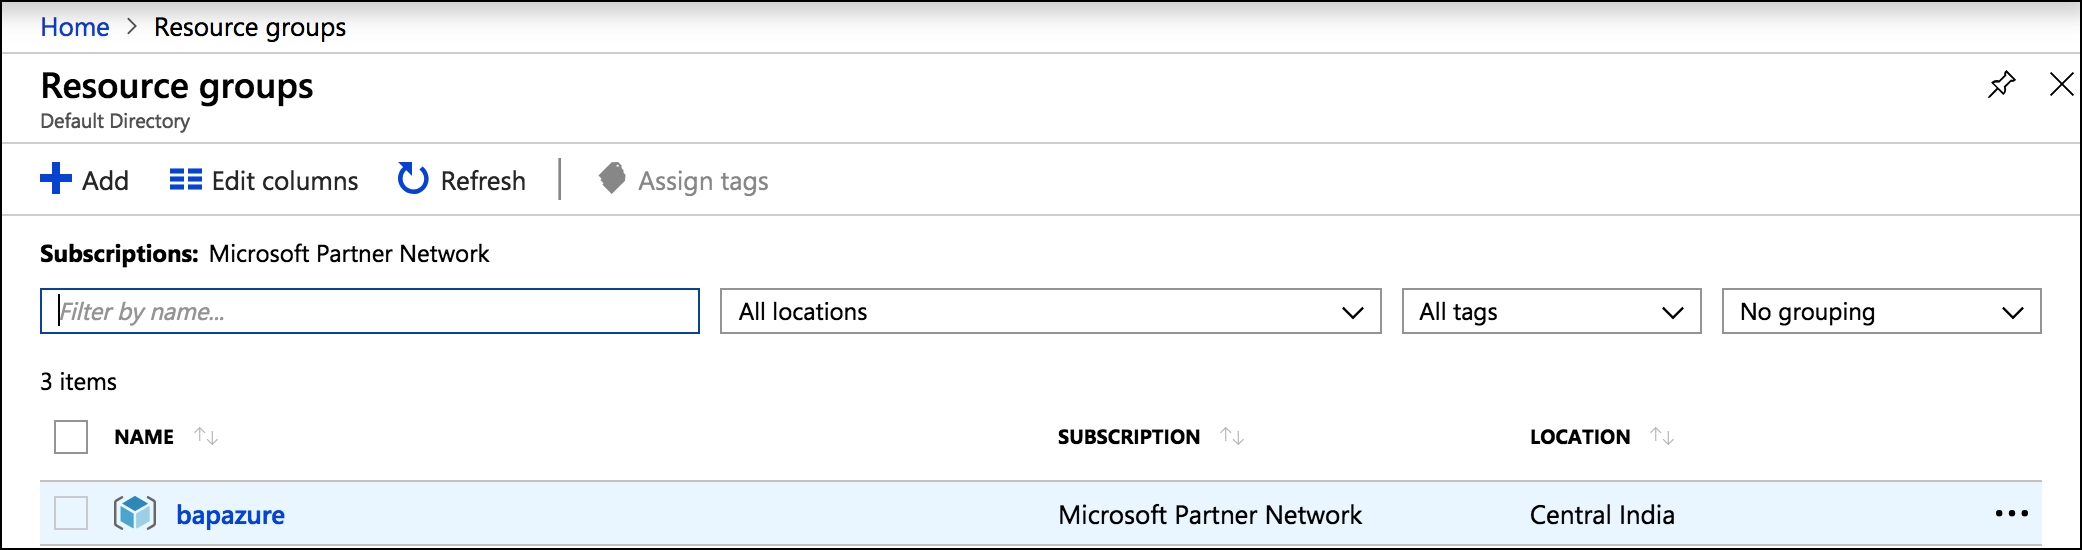 Home > Resource groups
Resource groups
Default Directory
Add Edit columns Refresh Assign tags
Subscriptions: Microsoft Partner Network
Filter by name... All locations All tags No grouping
3 items
NAME SUBSCRIPTION LOCATION
bapazure Microsoft Partner Network Central India